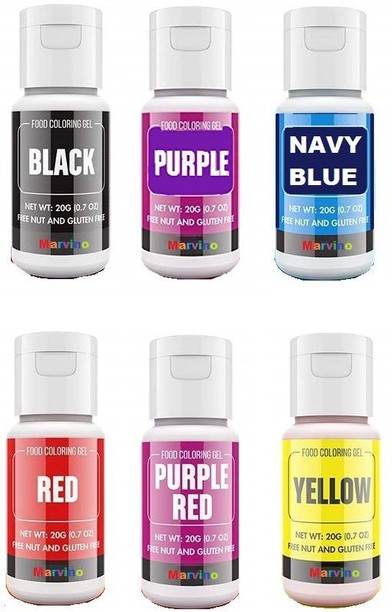 FOOD COLORING GEL
BLACK
NET WT: 20G (0.7 OZ)
FREE NUT AND GLUTEN FREE
Marvino
FOOD COLORING GEL
PURPLE
NET WT: 20G (0.7 OZ)
FREE NUT AND GLUTEN FREE
Marvino
NAVY
BLUE
NET WT: 20G (0.7 OZ)
FREE NUT AND GLUTEN FREE
Marvino
FOOD COLORING GEL
RED
NET WT: 20G (0.7 OZ)
FREE NUT AND GLUTEN FREE
Marvino
FOOD COLORING GEL
PURPLE
RED
NET WT: 20G (0.7 OZ)
FREE NUT AND GLUTEN FREE
Marvino
FOOD COLORING GEL
YELLOW
NET WT: 20G (0.7 OZ)
FREE NUT AND GLUTEN FREE
Marvino